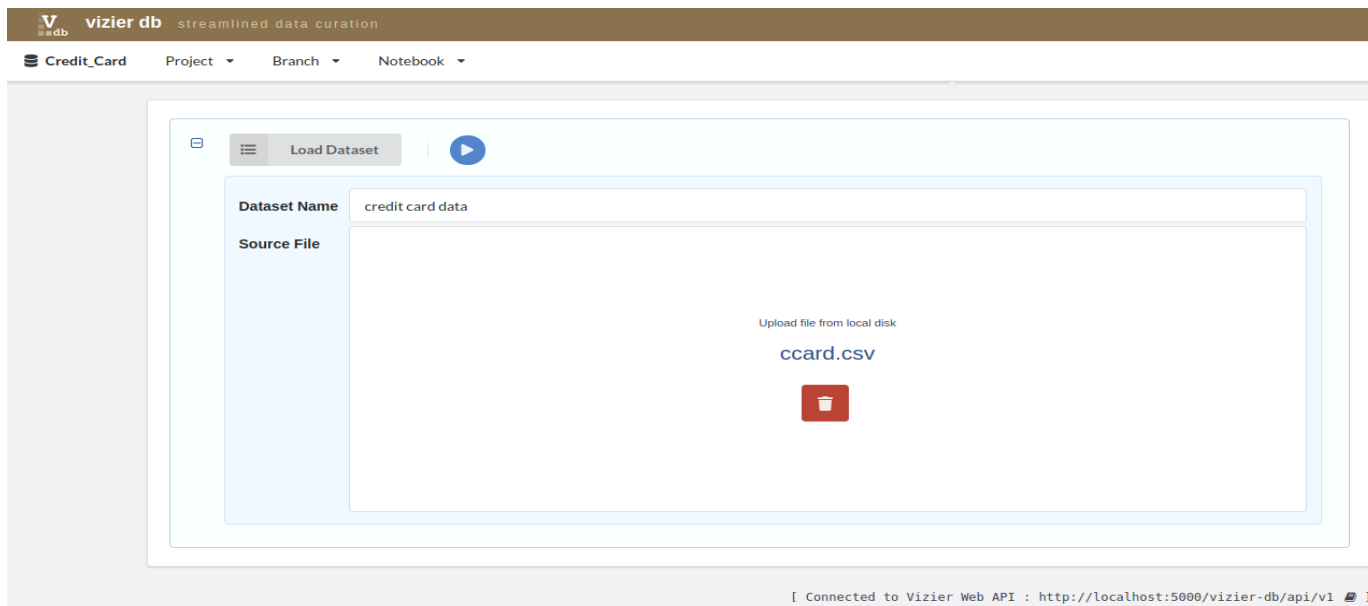 V db vizier db streamlined data curation
Credit_Card Project Branch Notebook
Load Dataset
Dataset Name credit card data
Source File
Upload file from local disk
ccard.csv
[ Connected to Vizier Web API : http://localhost:5000/vizier-db/api/v1 ]